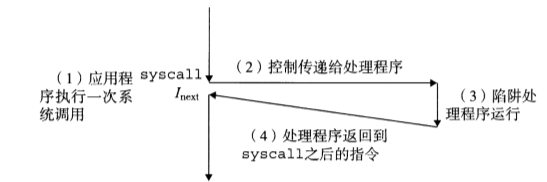 (1)应用程
序执行一次系
统调用
syscall
Inext
(2)控制传递给处理程序
(3)陷阱处
理程序运行
(4)处理程序返回到
syscall之后的指令